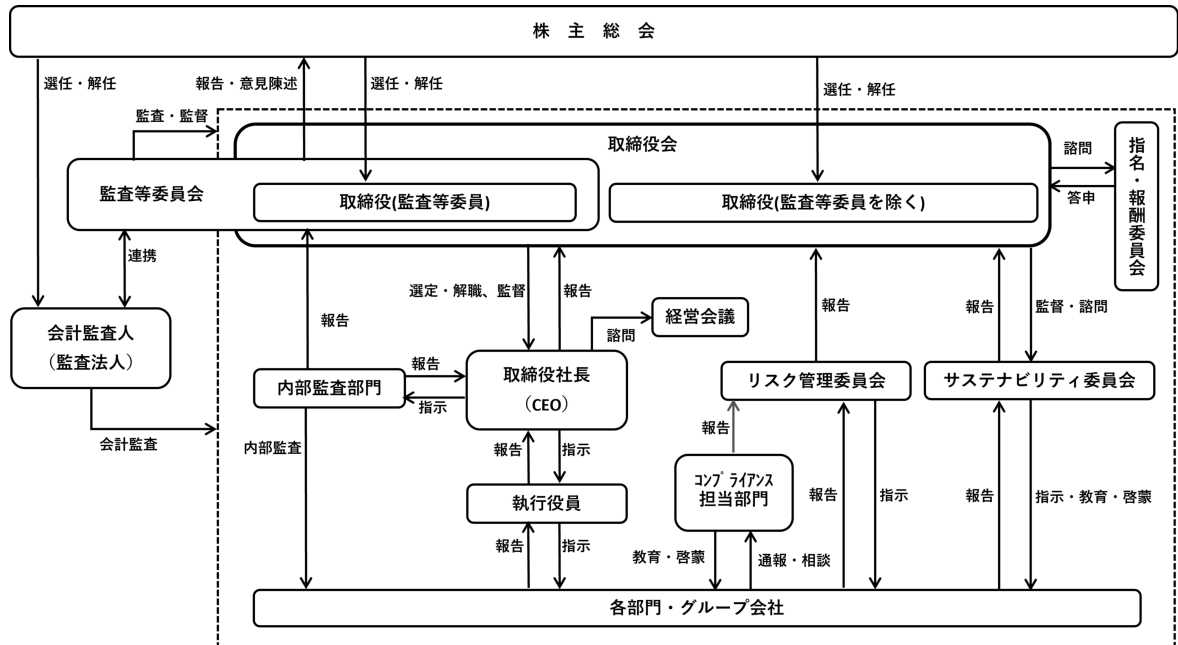 株 主 総 会
選任・解任
報告・意見陳述
選任・解任
選任・解任
監査・監督
取締役会
監査等委員会
取締役(監査等委員)
取締役(監査等委員を除く)
諮問
答申
指名・報酬委員会
連携
報告
選定・解職、監督
報告
諮問
経営会議
報告
報告
監督・諮問
会計監査人
（監査法人）
会計監査
内部監査部門
報告
指示
取締役社長
（CEO）
リスク管理委員会
サステナビリティ委員会
内部監査
報告
指示
報告
ｺﾝﾌﾟﾗｲｱﾝｽ
担当部門
報告
指示
報告
指示・教育・啓蒙
執行役員
報告
指示
教育・啓蒙
通報・相談
各部門・グループ会社